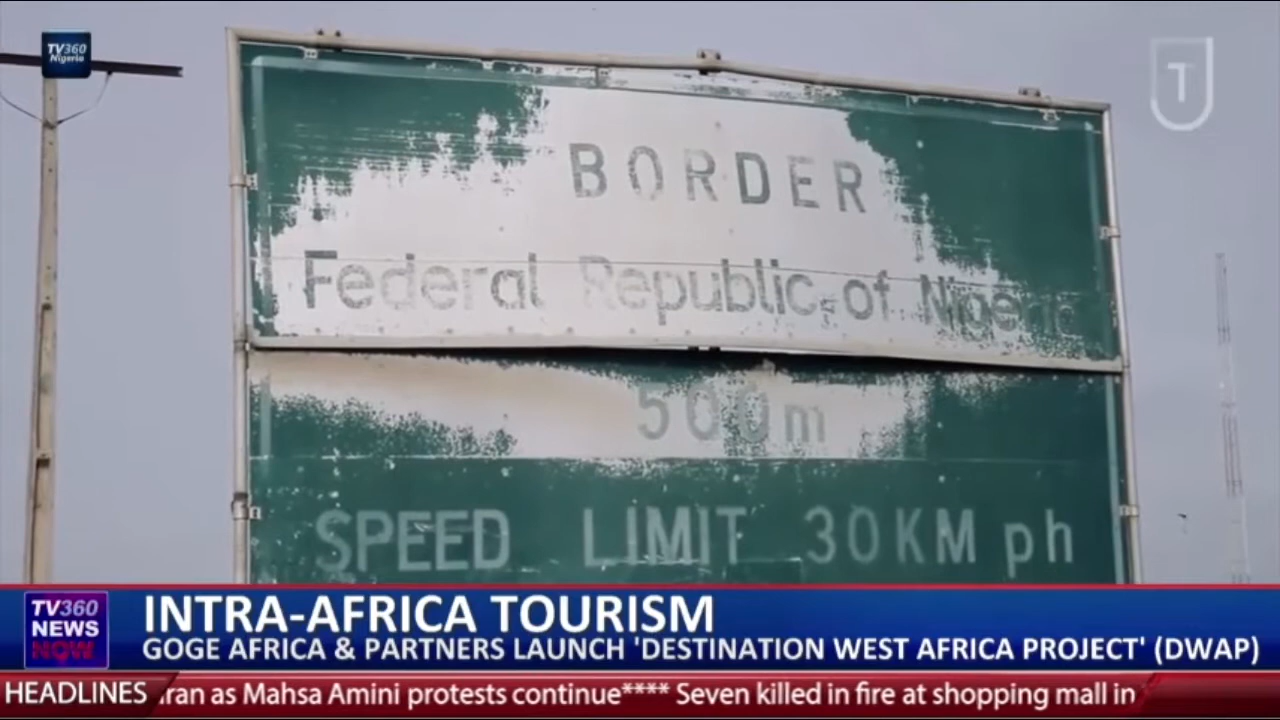 TV360
Nigeria
T
BORDER
Federal Republic of Nigeria
500m
SPEED LIMIT 30KM ph
TV360
NEWS
NOW
INTRA-AFRICA TOURISM
GOGE AFRICA & PARTNERS LAUNCH 'DESTINATION WEST AFRICA PROJECT' (DWAP)
HEADLINES
ran as Mahsa Amini protests continue**** Seven killed in fire at shopping mall in